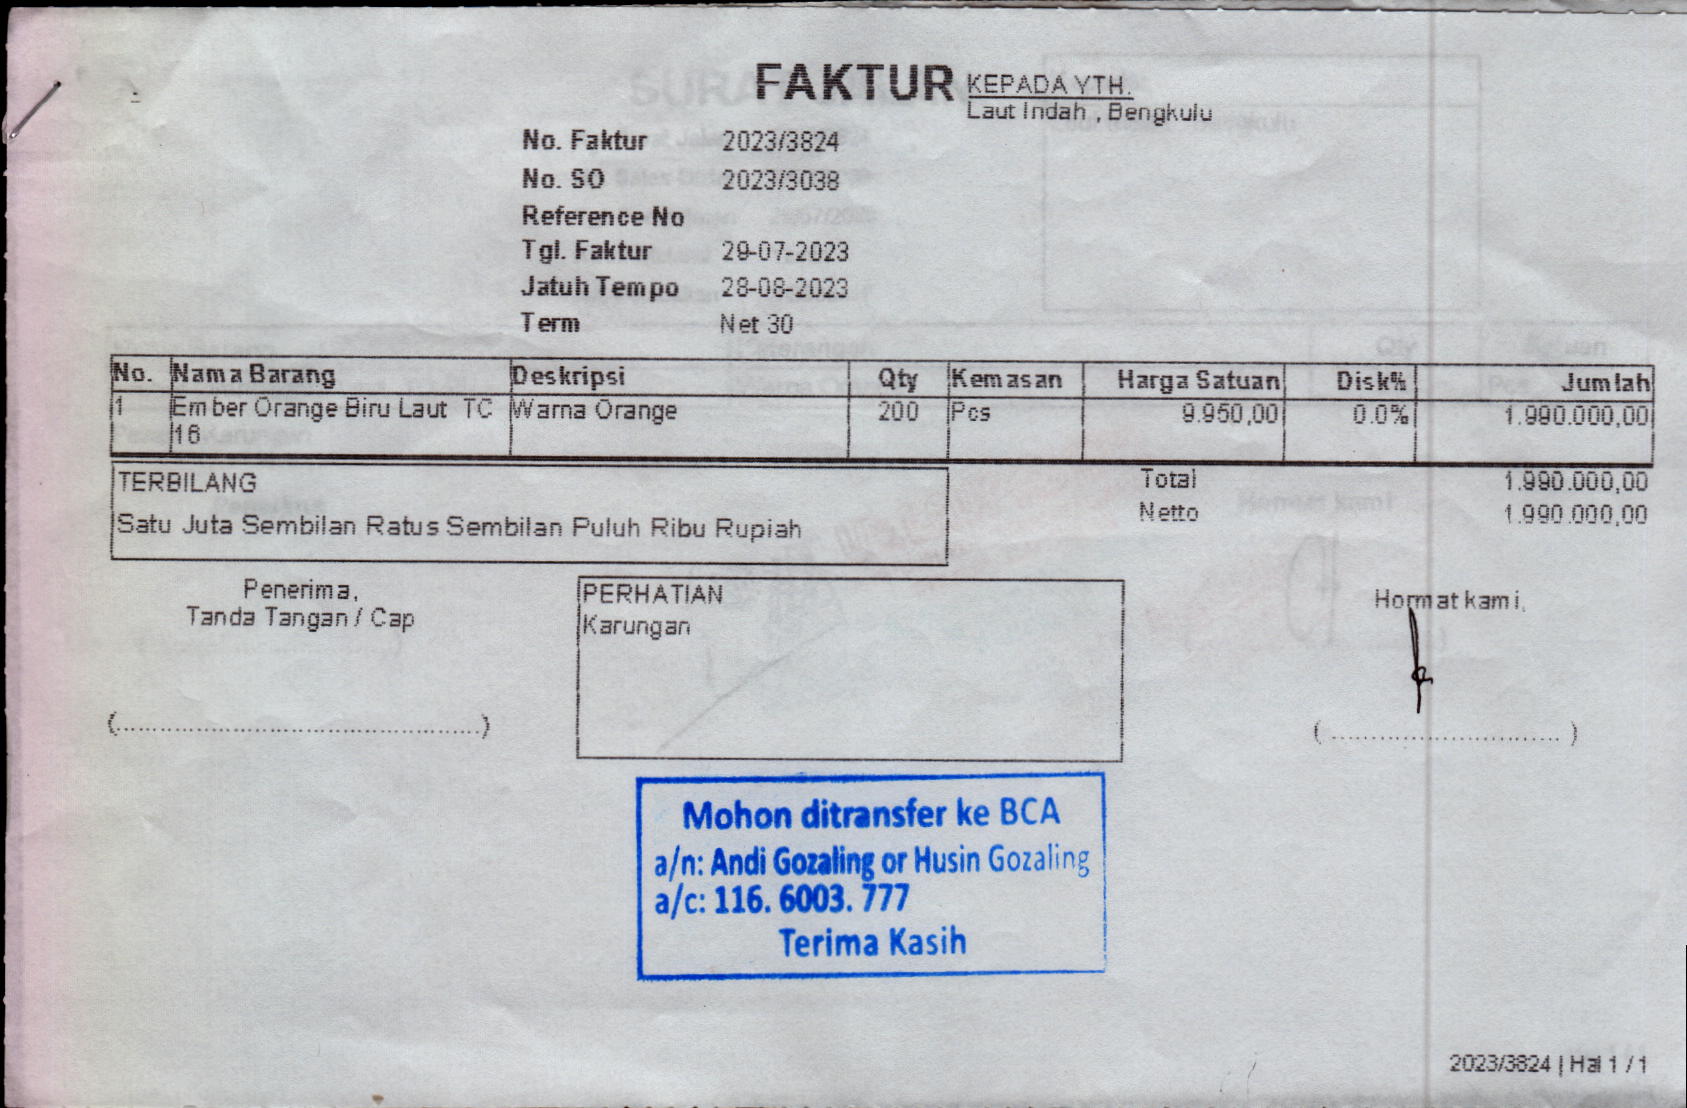 FAKTUR
KEPADA YTH.
Laut Indah , Bengkulu
No. Faktur 2023/3824
No. SO 2023/3038
Reference No
Tgl. Faktur 29-07-2023
Jatuh Tempo 28-08-2023
Term Net 30
No. Nama Barang Deskripsi Qty Kemasan Harga Satuan Disk% Jumlah
1 Ember Orange Biru Laut TC Warna Orange 200 Pcs 9.950,00 0.0% 1.990.000,00
16
TERBILANG Total 1.990.000,00
Satu Juta Sembilan Ratus Sembilan Puluh Ribu Rupiah Netto 1.990.000,00
Penerima,
Tanda Tangan / Cap
PERHATIAN
Karungan
Hormat kami,
(................................................)
( .............................. )
Mohon ditransfer ke BCA
a/n: Andi Gozaling or Husin Gozaling
a/c: 116. 6003. 777
Terima Kasih
2023/3824 | Hal 1 / 1